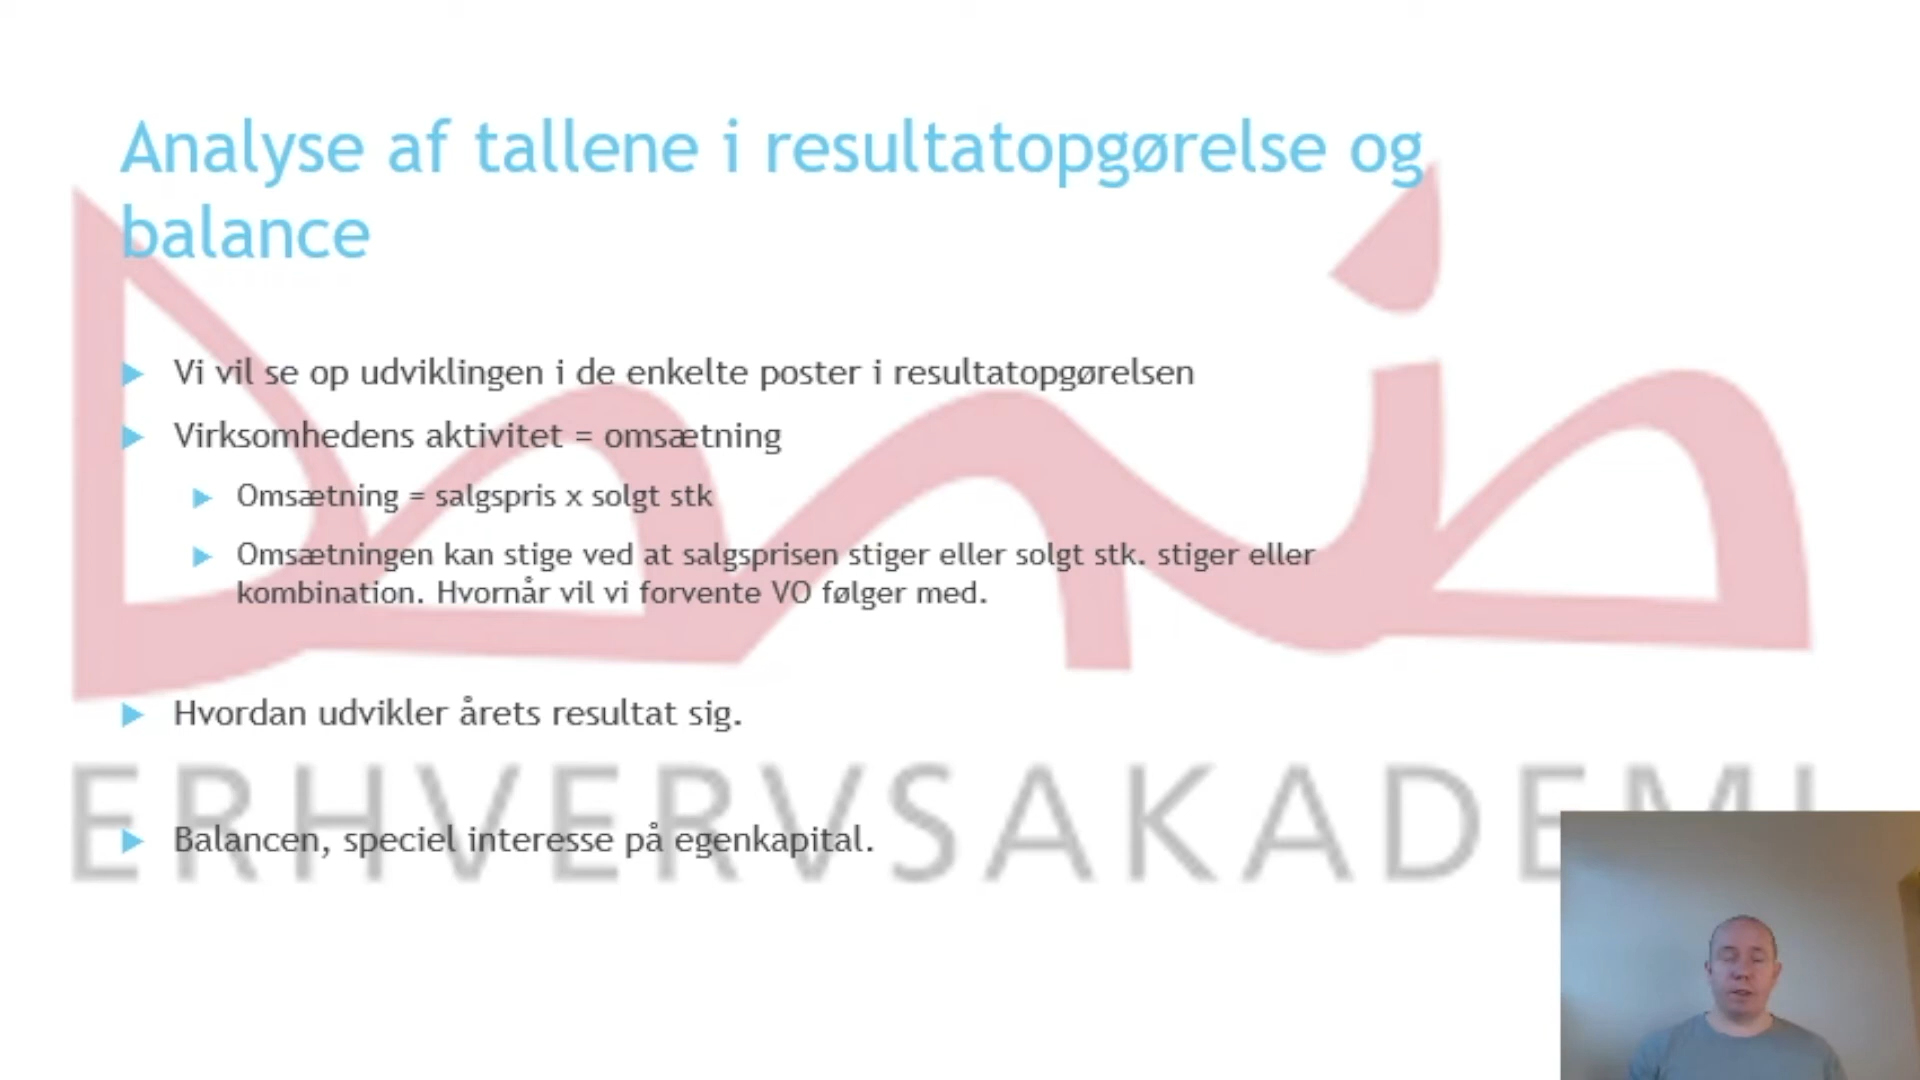 Analyse af tallene i resultatopgørelse og
balance
Vi vil se op udviklingen i de enkelte poster i resultatopgørelsen
Virksomhedens aktivitet = omsætning
Omsætning = salgspris x solgt stk
Omsætningen kan stige ved at salgsprisen stiger eller solgt stk. stiger eller
kombination. Hvornår vil vi forvente VO følger med.
Hvordan udvikler årets resultat sig.
Balancen, speciel interesse på egenkapital.
Dania
ERHVERVSAKADEMI